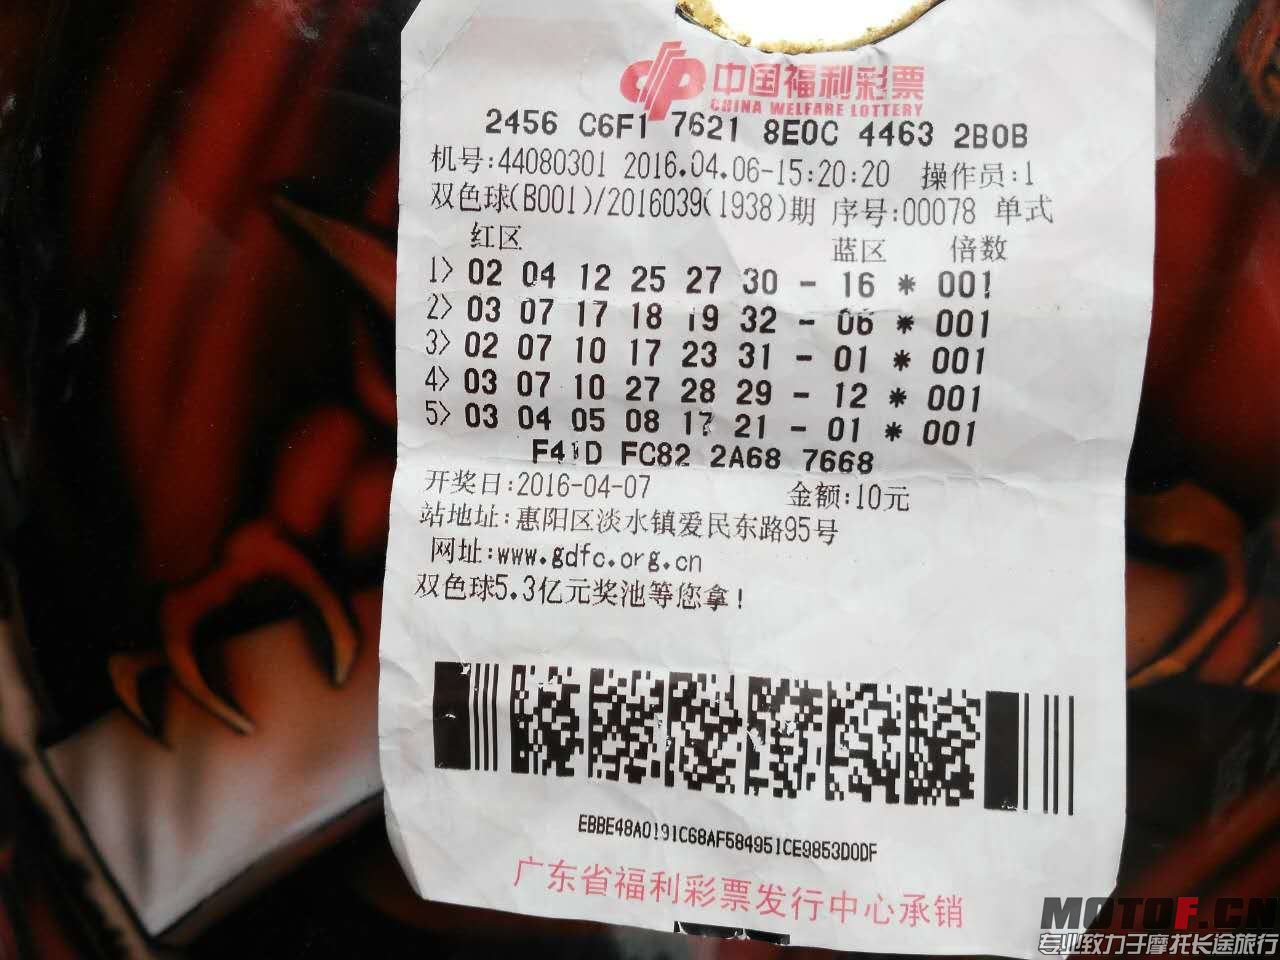 中国福利彩票
CHINA WELFARE LOTTERY
2456 C6F1 7621 8E0C 4463 2B0B
机号:44080301 2016.04.06-15:20:20 操作员:1
双色球(B001)/2016039(1938)期 序号:00078 单式
红区 蓝区 倍数
1> 02 04 12 25 27 30 - 16 * 001
2> 03 07 17 18 19 32 - 06 * 001
3> 02 07 10 17 23 31 - 01 * 001
4> 03 07 10 27 28 29 - 12 * 001
5> 03 04 05 08 17 21 - 01 * 001
F41D FC82 2A68 7668
开奖日:2016-04-07 金额:10元
站地址:惠阳区淡水镇爱民东路95号
网址:www.gdfc.org.cn
双色球5.3亿元奖池等您拿!
EBBE48A0191C68AF584951CE9853D0DF
广东省福利彩票发行中心承销
MOTOF.CN
专业致力于摩托长途旅行